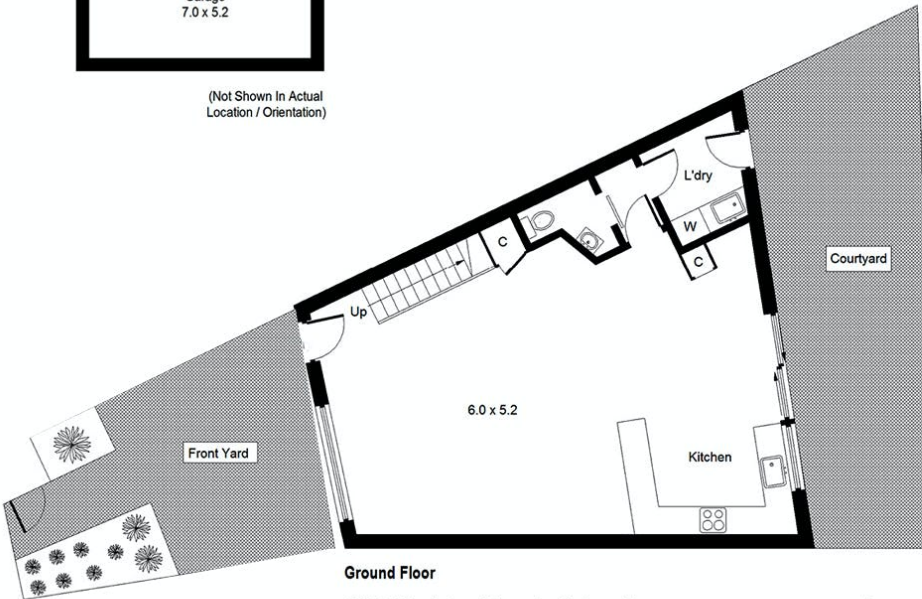 7.0 x 5.2
(Not Shown In Actual
Location / Orientation)
L'dry
W
C
C
Courtyard
Up
6.0 x 5.2
Kitchen
Front Yard
Ground Floor